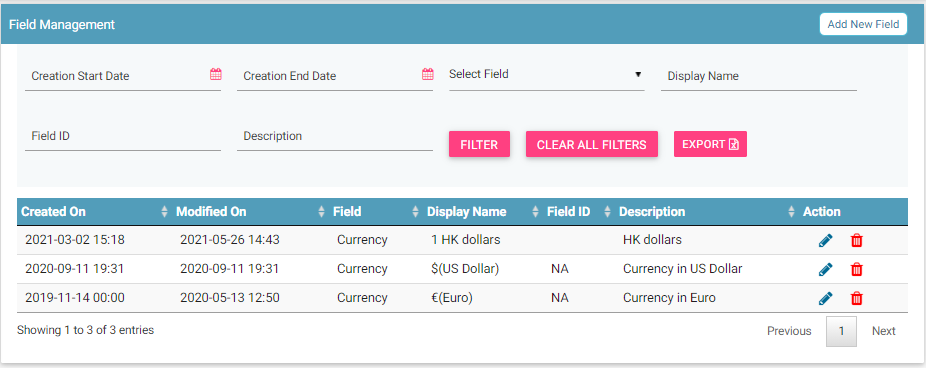 Field Management
Add New Field
Creation Start Date Creation End Date Select Field Display Name
Field ID Description FILTER CLEAR ALL FILTERS EXPORT
Created On Modified On Field Display Name Field ID Description Action
2021-03-02 15:18 2021-05-26 14:43 Currency 1 HK dollars HK dollars
2020-09-11 19:31 2020-09-11 19:31 Currency $(US Dollar) NA Currency in US Dollar
2019-11-14 00:00 2020-05-13 12:50 Currency €(Euro) NA Currency in Euro
Showing 1 to 3 of 3 entries Previous 1 Next